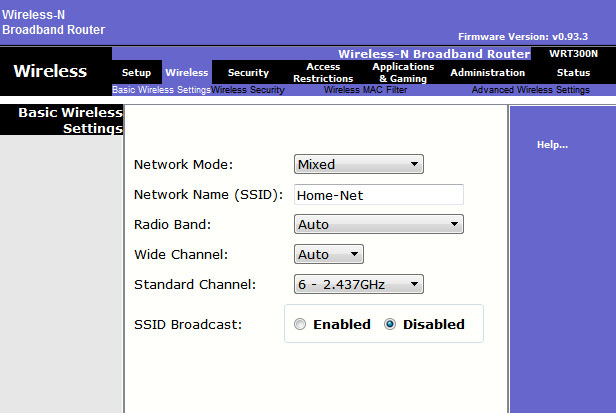 Wireless-N
Broadband Router
Firmware Version: v0.93.3
Wireless-N Broadband Router WRT300N
Wireless
Setup Wireless Security Access Restrictions Applications & Gaming Administration Status
Basic Wireless Settings Wireless Security Wireless MAC Filter Advanced Wireless Settings
Basic Wireless
Settings
Help...
Network Mode: Mixed
Network Name (SSID): Home-Net
Radio Band: Auto
Wide Channel: Auto
Standard Channel: 6 - 2.437GHz
SSID Broadcast: Enabled Disabled